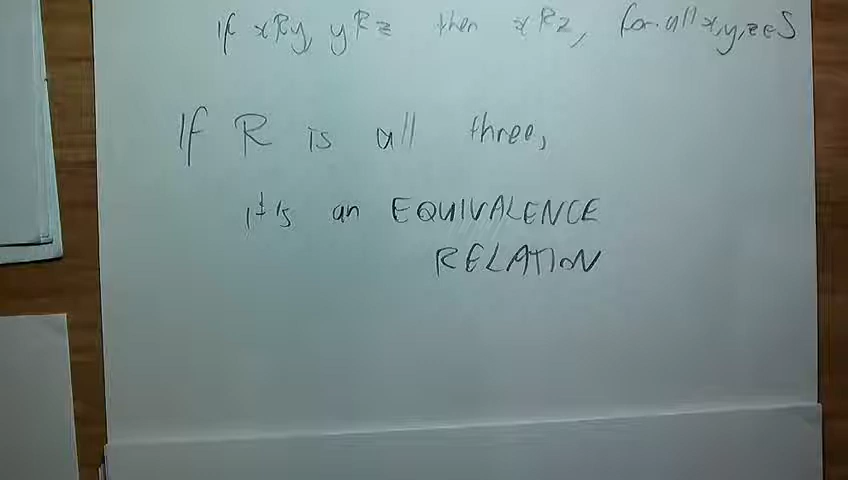 If xRy, yRz then xRz, for all x,y,z∈S
If R is all three,
it's an EQUIVALENCE
RELATION